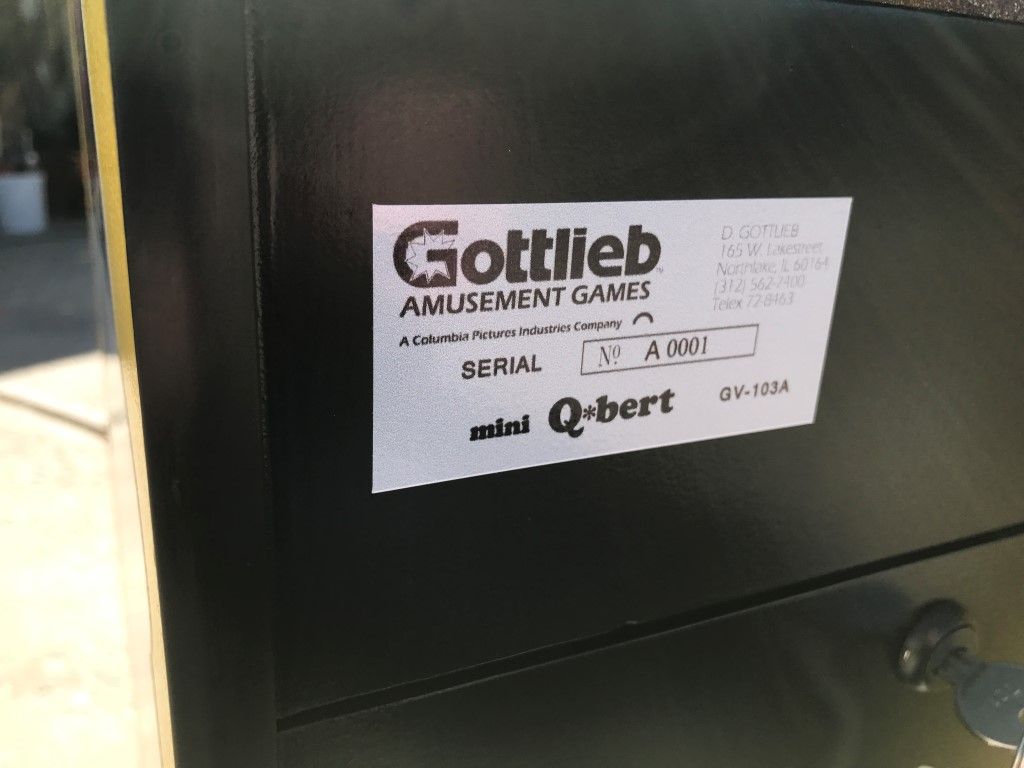 Gottlieb
AMUSEMENT GAMES
A Columbia Pictures Industries Company
D. GOTTLIEB
165 W. Lakestreet
Northlake, IL 60164
(312) 562-7400
Telex 72-8463
SERIAL Nº A 0001
mini Q*bert GV-103A